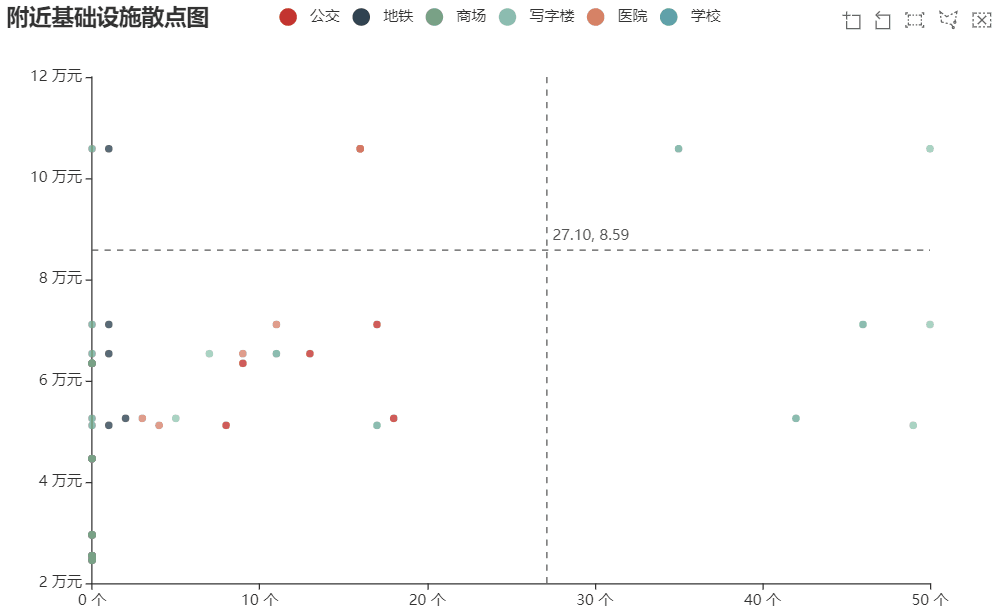 附近基础设施散点图
公交 地铁 商场 写字楼 医院 学校
12 万元
10 万元
27.10, 8.59
8 万元
6 万元
4 万元
2 万元
0 个 10 个 20 个 30 个 40 个 50 个